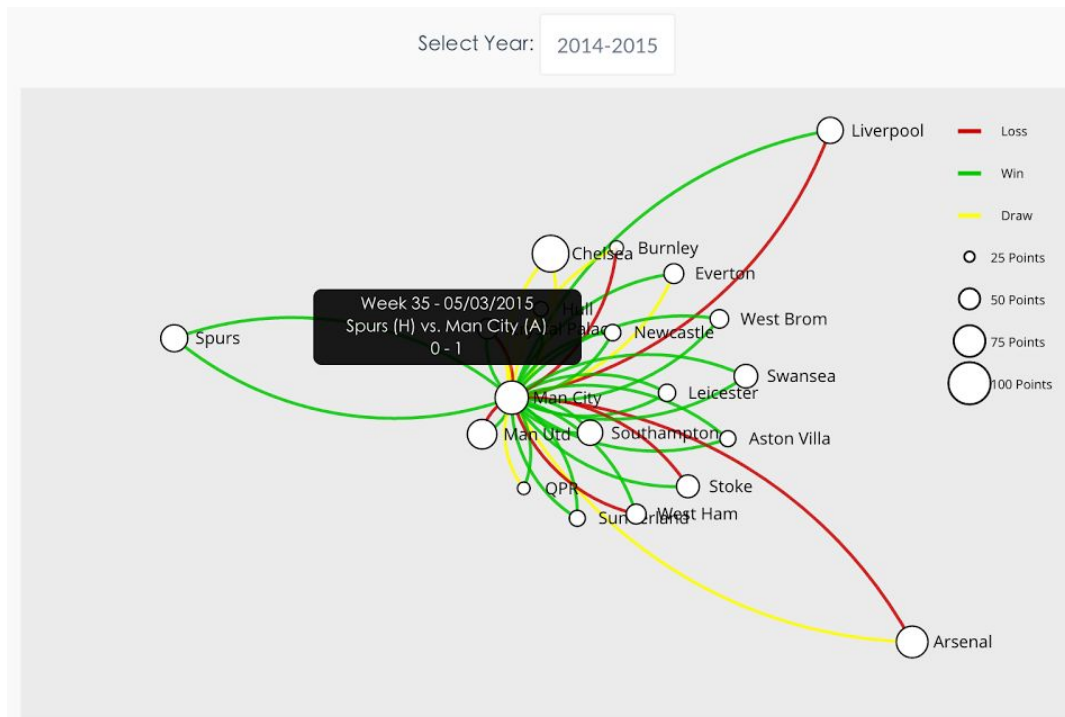 Select Year: 2014-2015
Liverpool
Loss
Win
Draw
25 Points
50 Points
75 Points
100 Points
Chelsea
Burnley
Everton
Week 35 - 05/03/2015
Spurs (H) vs. Man City (A)
0 - 1
Hull
Spurs
Newcastle
West Brom
Swansea
Leicester
Man City
Man Utd
Southampton
Aston Villa
Stoke
QPR
Sunderland
West Ham
Arsenal